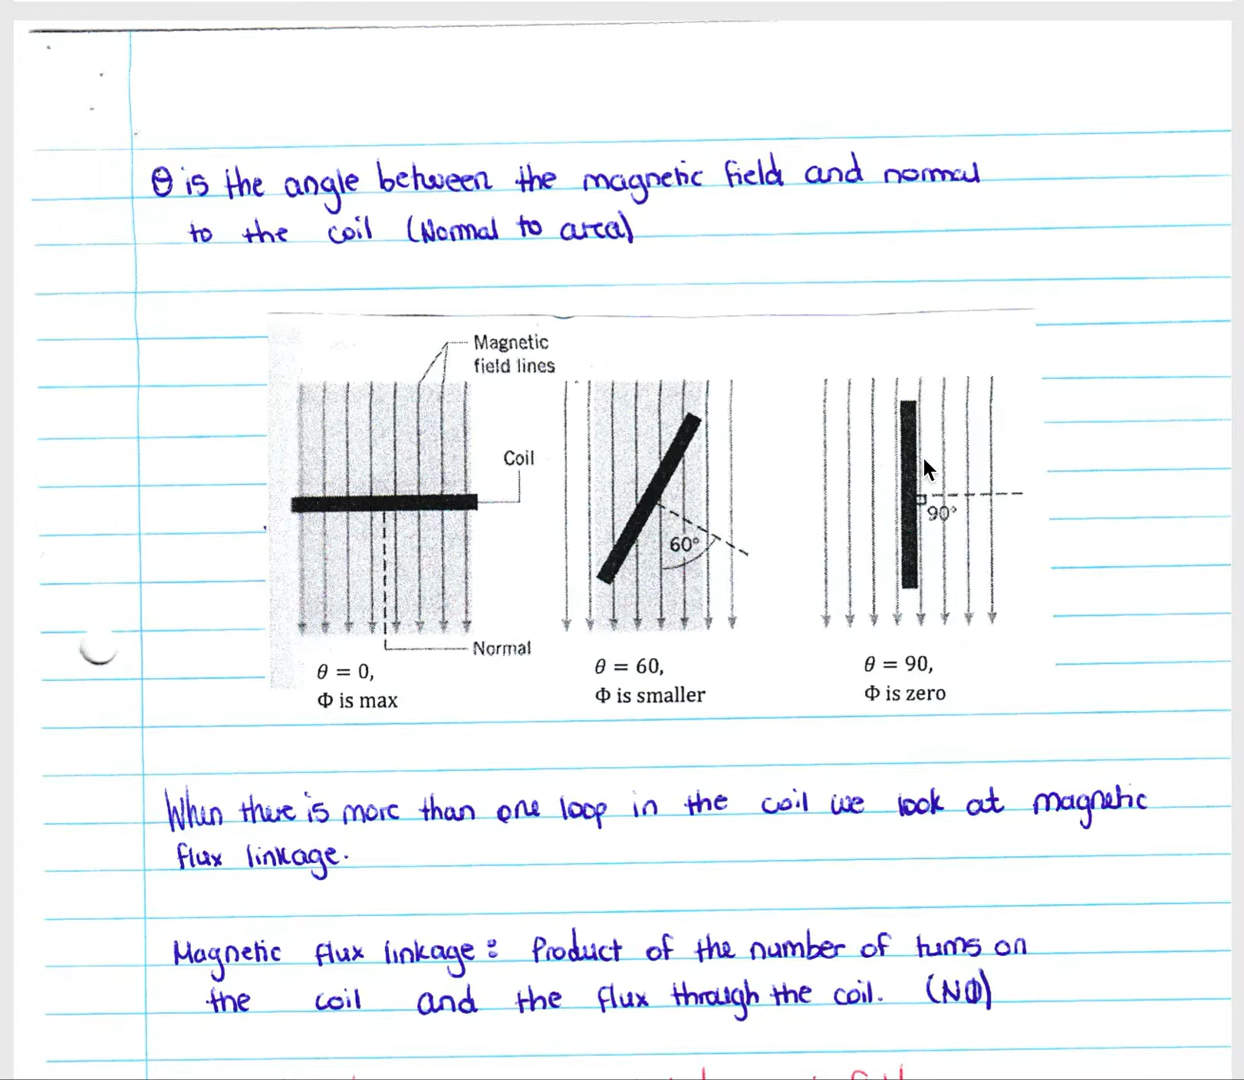 θ is the angle between the magnetic field and normal
to the coil (Normal to area)
Magnetic
field lines
Coil
60°
90°
Normal
θ = 0,
Φ is max
θ = 60,
Φ is smaller
θ = 90,
Φ is zero
When there is more than one loop in the coil we look at magnetic
flux linkage.
Magnetic flux linkage: Product of the number of turns on
the coil and the flux through the coil. (NΦ)